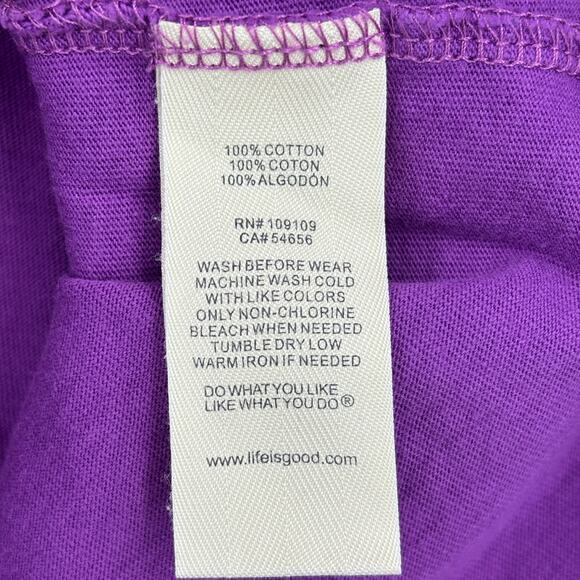 100% COTTON
100% COTON
100% ALGODÓN
RN# 109109
CA# 54656
WASH BEFORE WEAR
MACHINE WASH COLD
WITH LIKE COLORS
ONLY NON-CHLORINE
BLEACH WHEN NEEDED
TUMBLE DRY LOW
WARM IRON IF NEEDED
DO WHAT YOU LIKE
LIKE WHAT YOU DO®
www.lifeisgood.com